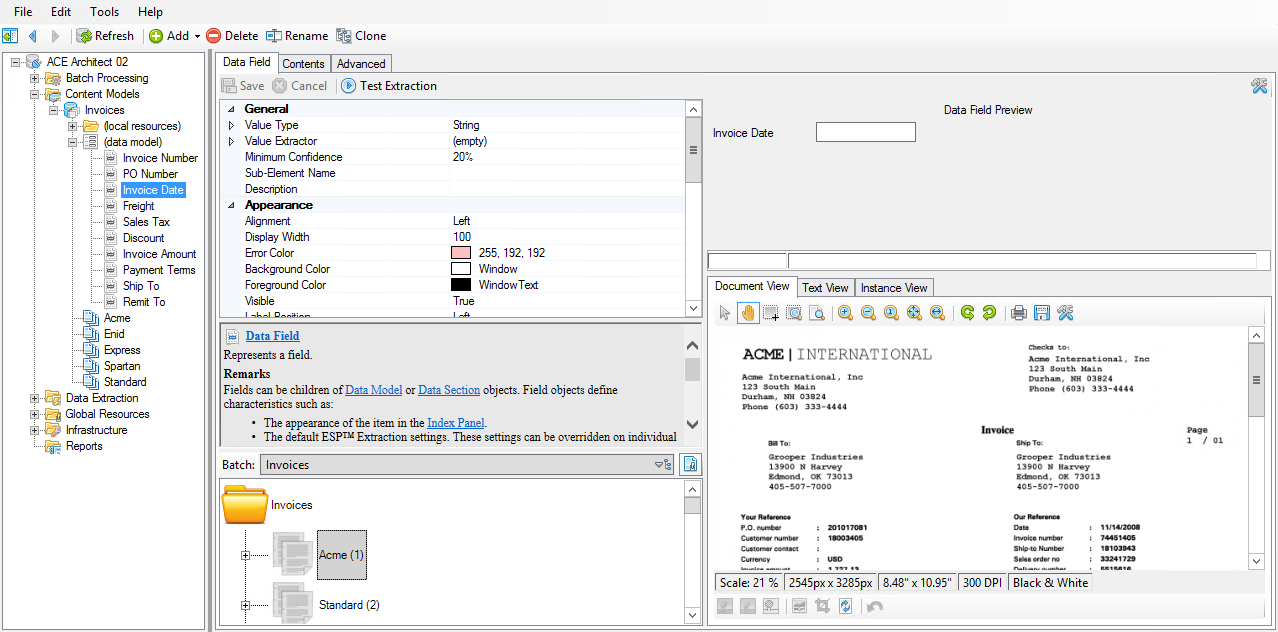 File Edit Tools Help
Refresh Add Delete Rename Clone
ACE Architect 02
Batch Processing
Content Models
Invoices
(local resources)
(data model)
Invoice Number
PO Number
Invoice Date
Freight
Sales Tax
Discount
Invoice Amount
Payment Terms
Ship To
Remit To
Acme
Enid
Express
Spartan
Standard
Data Extraction
Global Resources
Infrastructure
Reports
Data Field Contents Advanced
Save Cancel Test Extraction
General
Value Type String
Value Extractor (empty)
Minimum Confidence 20%
Sub-Element Name
Description
Appearance
Alignment Left
Display Width 100
Error Color 255, 192, 192
Background Color Window
Foreground Color WindowText
Visible True
Label Position Left
Data Field
Represents a field.
Remarks
Fields can be children of Data Model or Data Section objects. Field objects define
characteristics such as:
• The appearance of the item in the Index Panel.
• The default ESP™ Extraction settings. These settings can be overridden on individual
Batch: Invoices
Invoices
Acme (1)
Standard (2)
Data Field Preview
Invoice Date
Document View Text View Instance View
ACME | INTERNATIONAL
Acme International, Inc
123 South Main
Durham, NH 03824
Phone (603) 333-4444
Checks to:
Acme International, Inc
123 South Main
Durham, NH 03824
Phone (603) 333-4444
Invoice
Page
1 / 01
Bill To:
Grooper Industries
13900 N Harvey
Edmond, OK 73013
405-507-7000
Ship To:
Grooper Industries
13900 N Harvey
Edmond, OK 73013
405-507-7000
Your Reference
P.O. number : 201017081
Customer number : 18003405
Customer contact :
Currency : USD
Invoice amount : 1,227.13
Our Reference
Date : 11/14/2008
Invoice number : 74451405
Ship-to Number : 18103943
Sales order no : 33241729
Delivery number : 5515616
Scale: 21 % 2545px x 3285px 8.48" x 10.95" 300 DPI Black & White